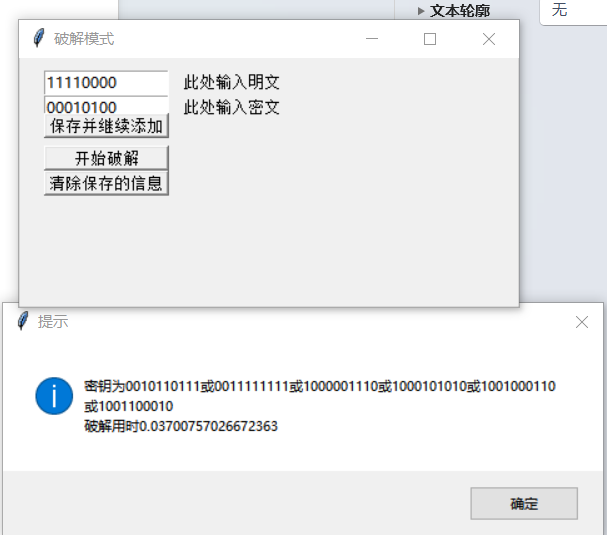 文本轮廓
无
破解模式
11110000
此处输入明文
00010100
此处输入密文
保存并继续添加
开始破解
清除保存的信息
提示
密钥为0010110111或0011111111或1000001110或1000101010或1001000110
或1001100010
破解用时0.03700757026672363
确定